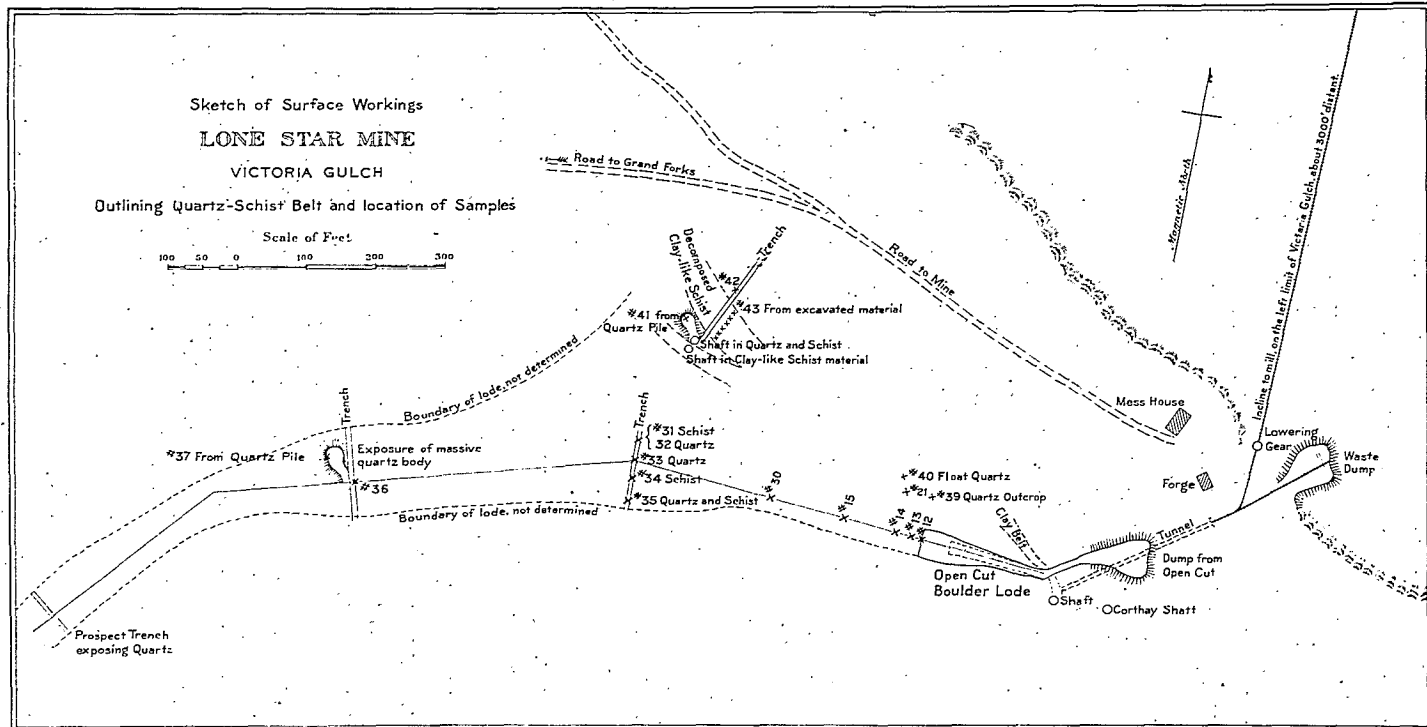 Sketch of Surface Workings
LONE STAR MINE
VICTORIA GULCH
Outlining Quartz-Schist Belt and location of Samples
Scale of Feet
100 50 0 100 200 300
Road to Grand Forks
Road to Mine
Magnetic North
Incline to mill, on the left limit of Victoria Gulch, about 3000' distant.
Decomposed
Clay-like Schist
Trench
#42
#43 From excavated material
#41 from
Quartz Pile
Shaft in Quartz and Schist
Shaft in Clay-like Schist material
Boundary of lode, not determined
Trench
#37 From Quartz Pile
Exposure of massive
quartz body
#36
Trench
#31 Schist
32 Quartz
#33 Quartz
#34 Schist
#35 Quartz and Schist
Boundary of lode, not determined
#30
#15
#14
#13
#12
#40 Float Quartz
#21
#39 Quartz Outcrop
Clay Belt
Open Cut
Boulder Lode
Mess House
Forge
Lowering
Gear
Waste
Dump
Tunnel
Dump from
Open Cut
Shaft
Corthay Shaft
Prospect Trench
exposing Quartz